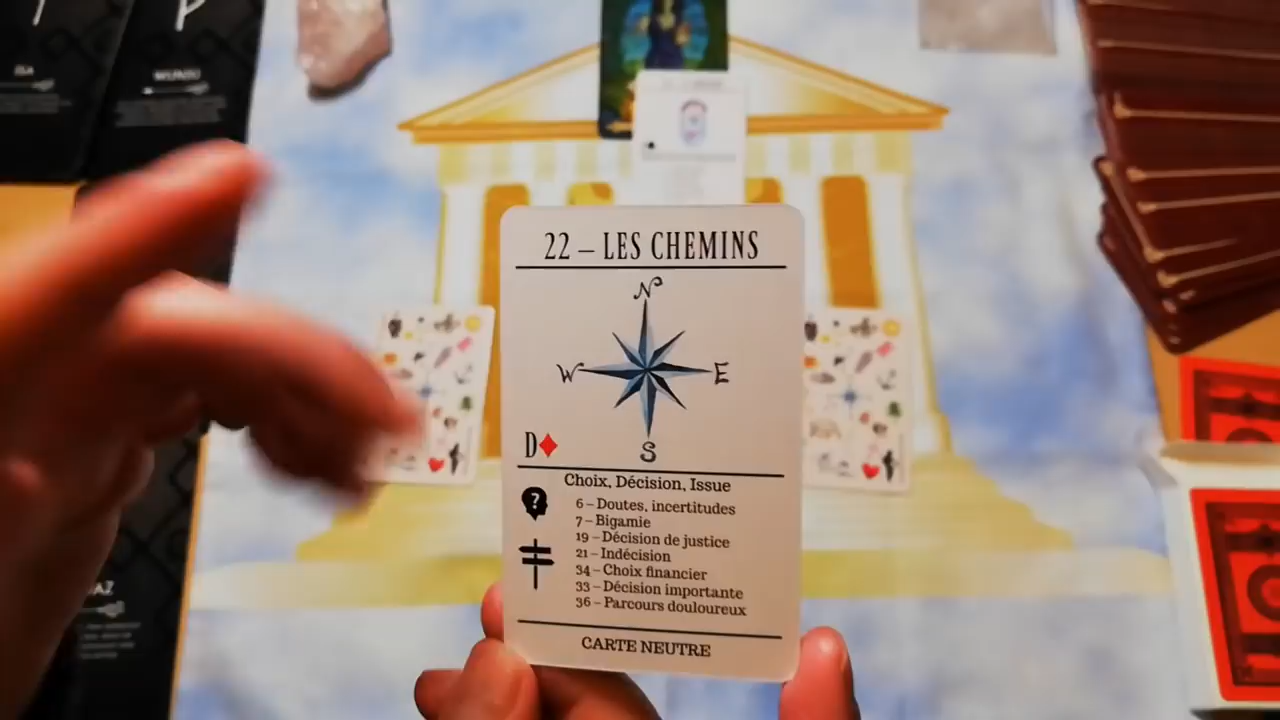 22 – LES CHEMINS
N
W
E
S
D
Choix, Décision, Issue
?
6 – Doutes, incertitudes
7 – Bigamie
19 – Décision de justice
21 – Indécision
34 – Choix financier
33 – Décision importante
36 – Parcours douloureux
CARTE NEUTRE